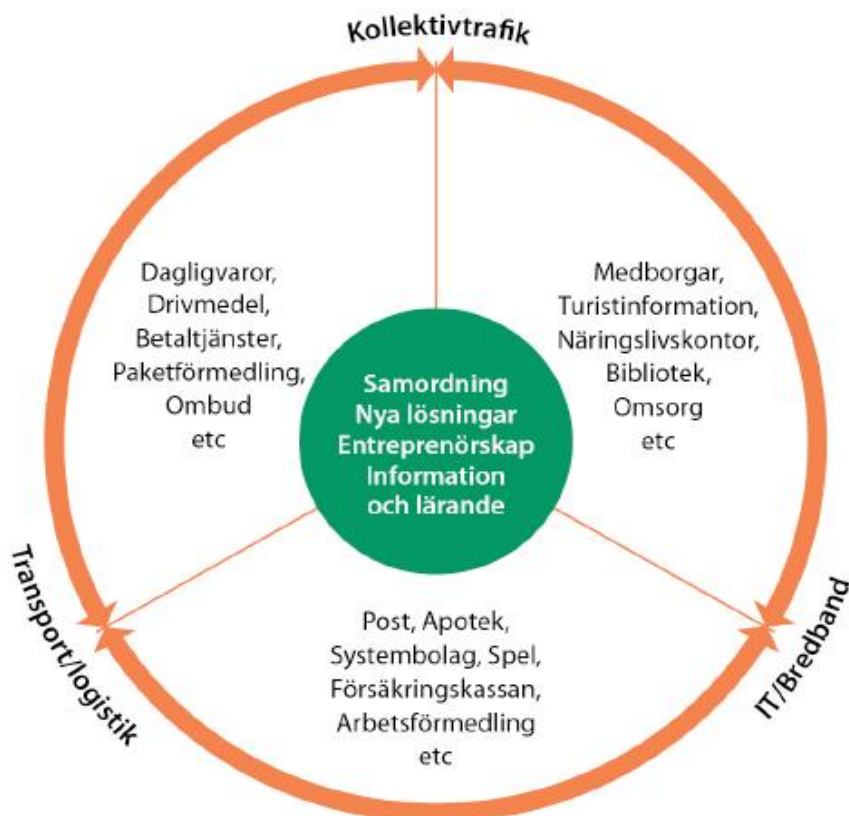 Kollektivtrafik
Dagligvaror,
Drivmedel,
Betaltjänster,
Paketförmedling,
Ombud
etc
Medborgar,
Turistinformation,
Näringslivskontor,
Bibliotek,
Omsorg
etc
Samordning
Nya lösningar
Entreprenörskap
Information
och lärande
Transport/logistik
IT/Bredband
Post, Apotek,
Systembolag, Spel,
Försäkringskassan,
Arbetsförmedling
etc